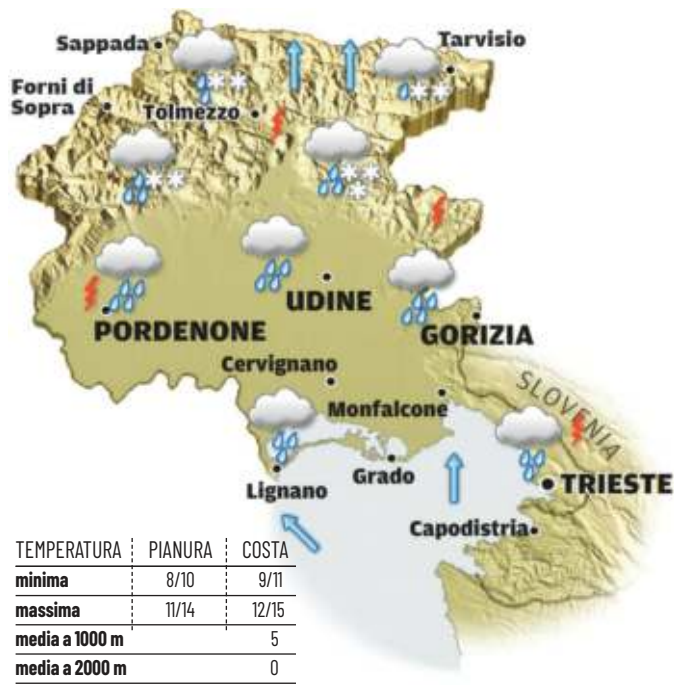 Sappada
Tarvisio
Forni di
Sopra
Tolmezzo
UDINE
PORDENONE
GORIZIA
Cervignano
SLOVENIA
Monfalcone
Grado
Lignano
TRIESTE
Capodistria
TEMPERATURA PIANURA COSTA
minima 8/10 9/11
massima 11/14 12/15
media a 1000 m 5
media a 2000 m 0